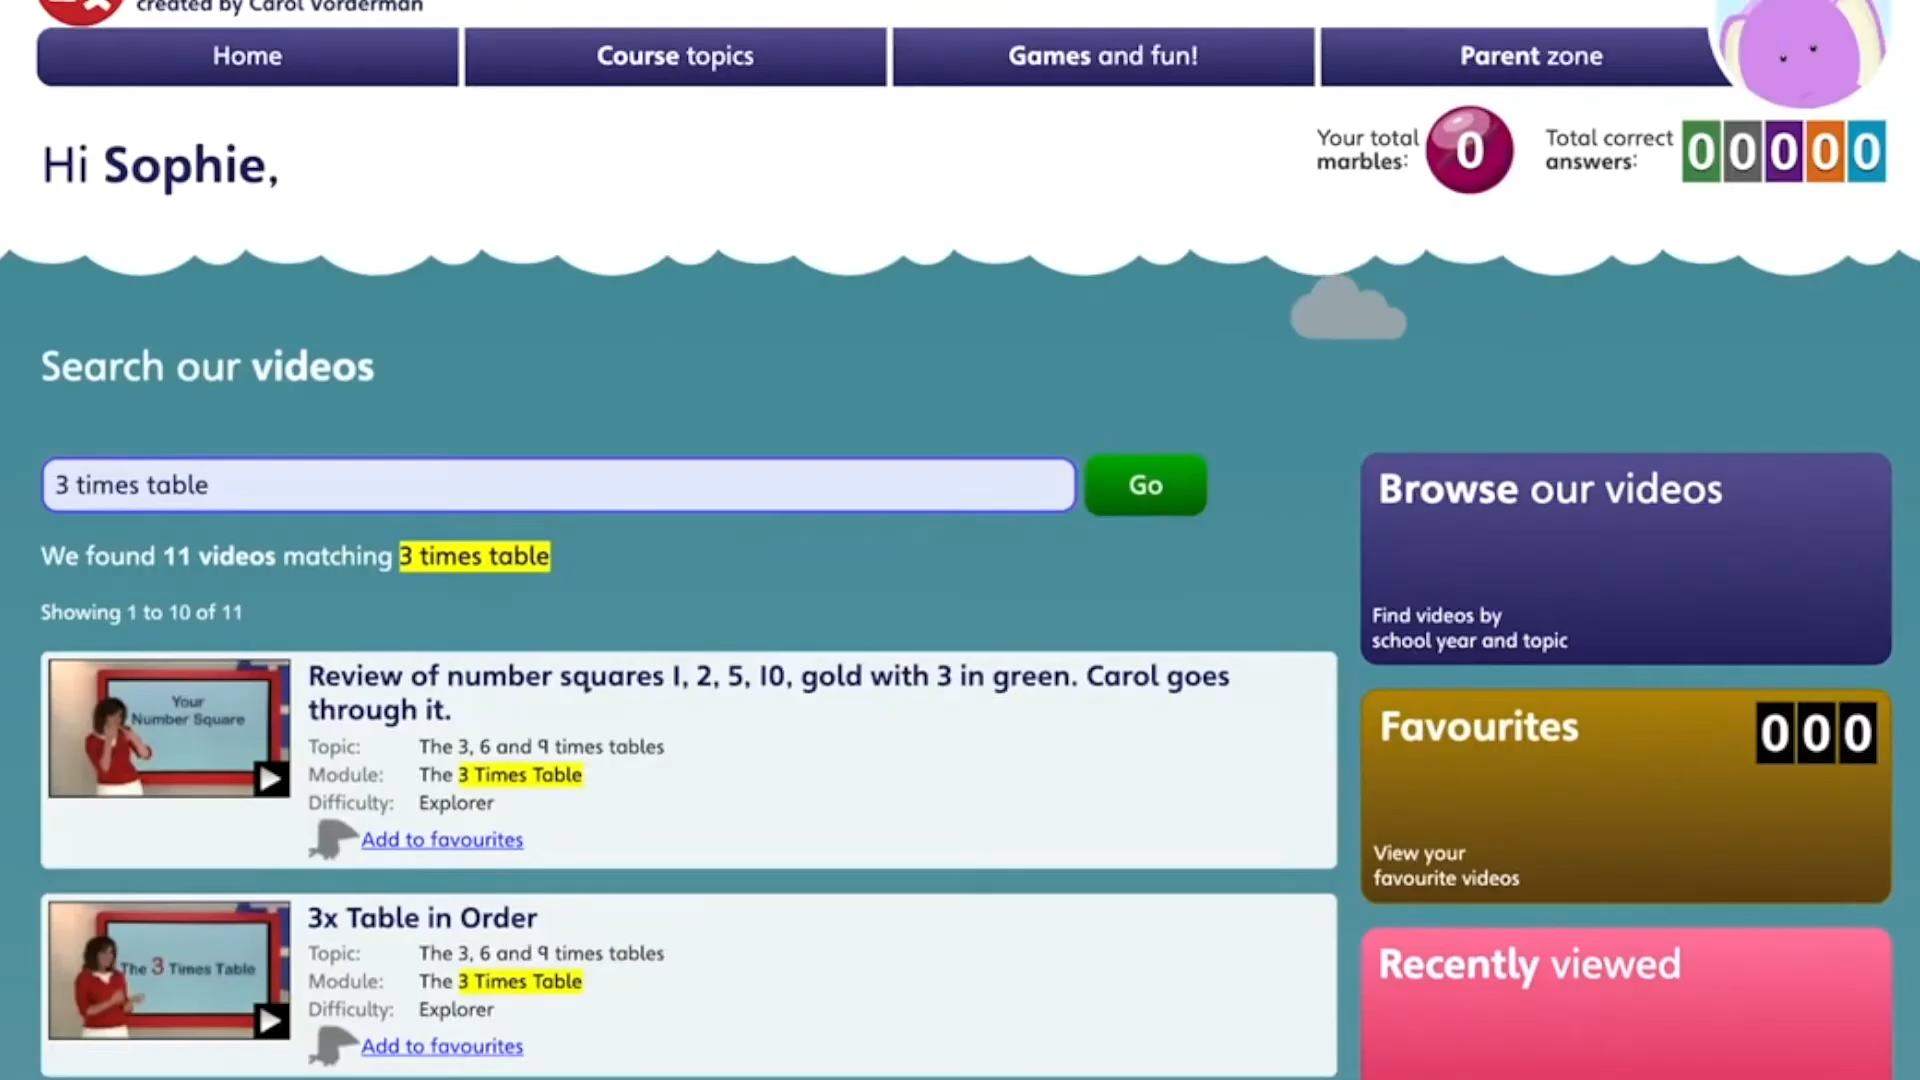 created by Carol Vorderman
Home
Course topics
Games and fun!
Parent zone
Hi Sophie,
Your total
marbles:
0
Total correct
answers:
00000
Search our videos
3 times table
Go
We found 11 videos matching 3 times table
Showing 1 to 10 of 11
Your
Number Square
Review of number squares 1, 2, 5, 10, gold with 3 in green. Carol goes
through it.
Topic: The 3, 6 and 9 times tables
Module: The 3 Times Table
Difficulty: Explorer
Add to favourites
The 3 Times Table
3x Table in Order
Topic: The 3, 6 and 9 times tables
Module: The 3 Times Table
Difficulty: Explorer
Add to favourites
Browse our videos
Find videos by
school year and topic
Favourites
000
View your
favourite videos
Recently viewed